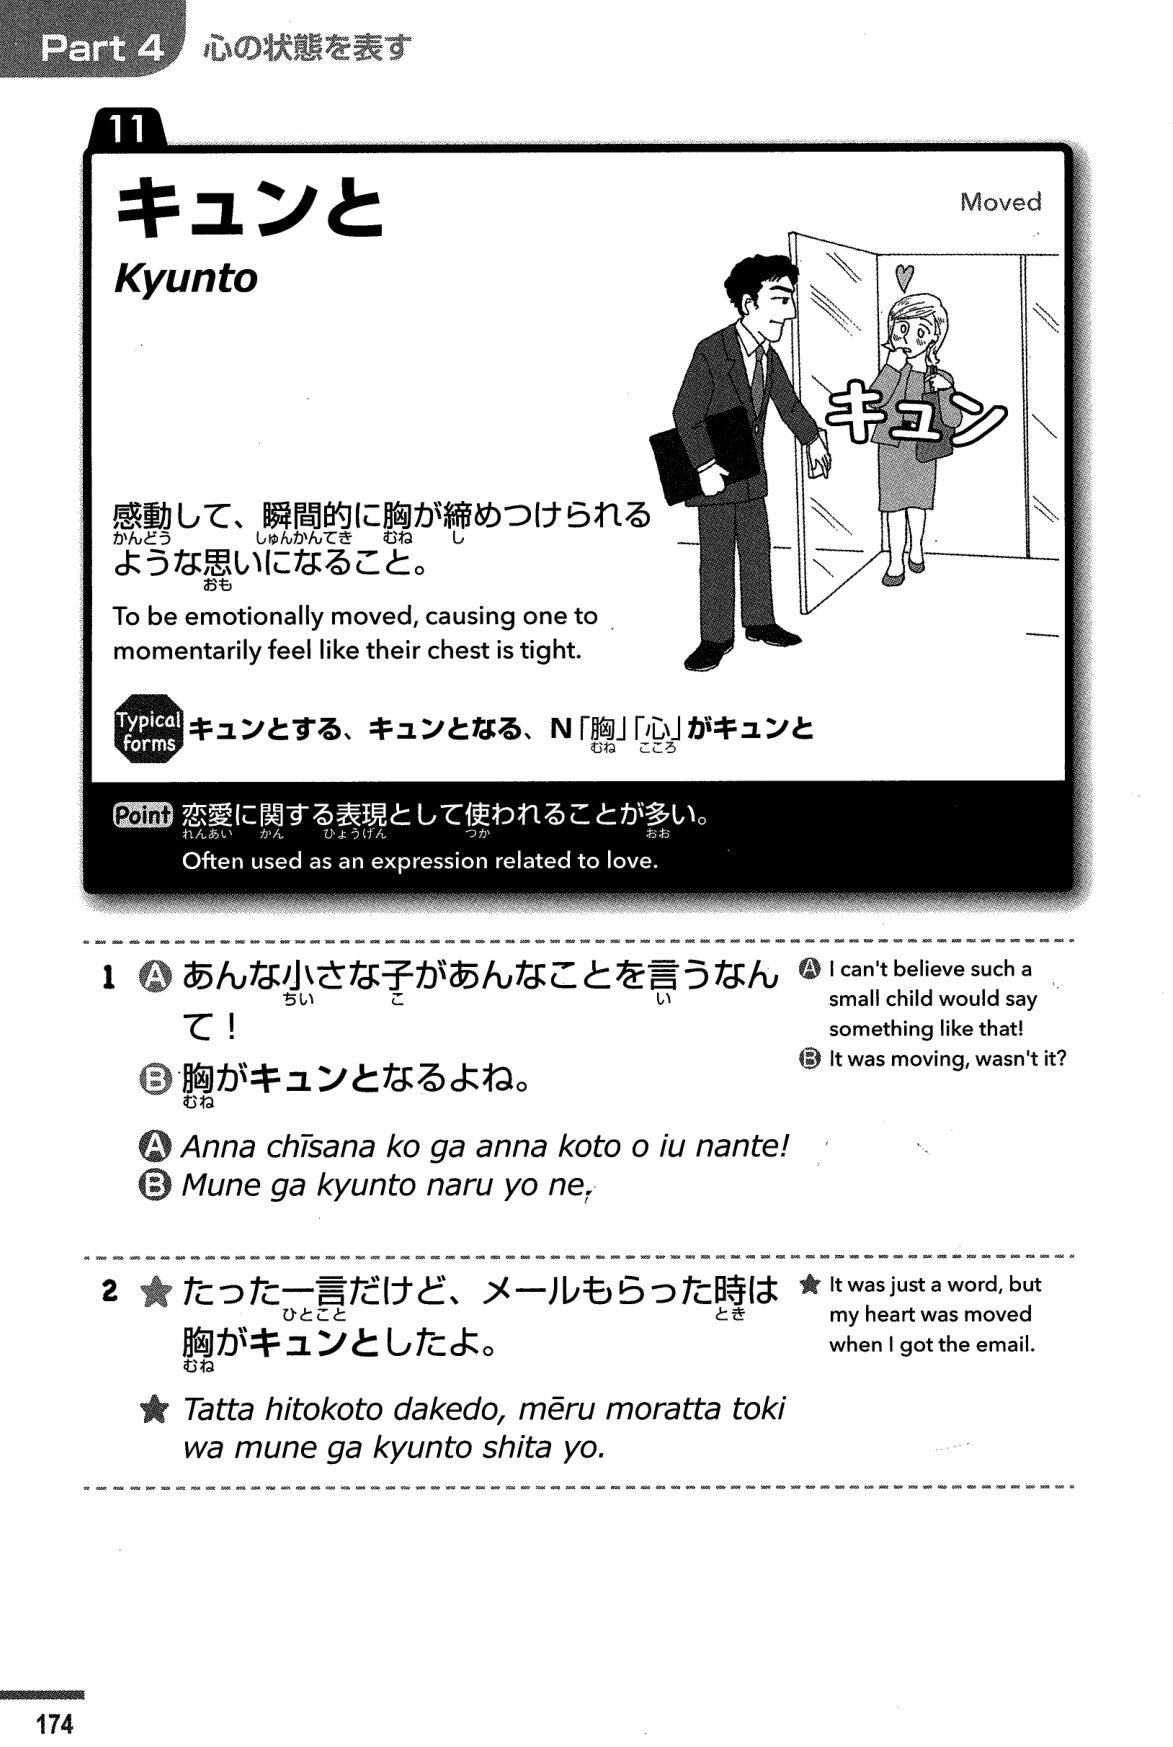 Part 4 心の状態を表す
11
キュンと
Moved
Kyunto
キュン
感動して、瞬間的に胸が締めつけられる
かんどう しゅんかんてき むね し
ような思いになること。
おも
To be emotionally moved, causing one to
momentarily feel like their chest is tight.
Typical forms キュンとする、キュンとなる、N「胸」「心」がキュンと
むね こころ
Point 恋愛に関する表現として使われることが多い。
れんあい かん ひょうげん つか おお
Often used as an expression related to love.
1 A あんな小さな子があんなことを言うなん
ちい こ い
て！
B 胸がキュンとなるよね。
むね
A Anna chīsana ko ga anna koto o iu nante!
B Mune ga kyunto naru yo ne.
A I can't believe such a
small child would say
something like that!
B It was moving, wasn't it?
2 ★ たった一言だけど、メールもらった時は
ひとこと とき
胸がキュンとしたよ。
むね
★ Tatta hitokoto dakedo, mēru moratta toki
wa mune ga kyunto shita yo.
★ It was just a word, but
my heart was moved
when I got the email.
174